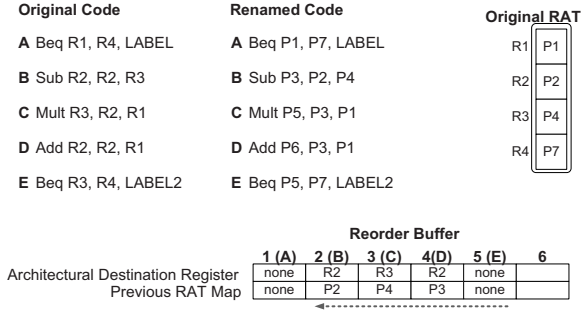 Original Code
Renamed Code
Original RAT
A Beq R1, R4, LABEL
A Beq P1, P7, LABEL
R1 P1
B Sub R2, R2, R3
B Sub P3, P2, P4
R2 P2
C Mult R3, R2, R1
C Mult P5, P3, P1
R3 P4
D Add R2, R2, R1
D Add P6, P3, P1
R4 P7
E Beq R3, R4, LABEL2
E Beq P5, P7, LABEL2
Reorder Buffer
1 (A) 2 (B) 3 (C) 4(D) 5 (E) 6
Architectural Destination Register none R2 R3 R2 none
Previous RAT Map none P2 P4 P3 none